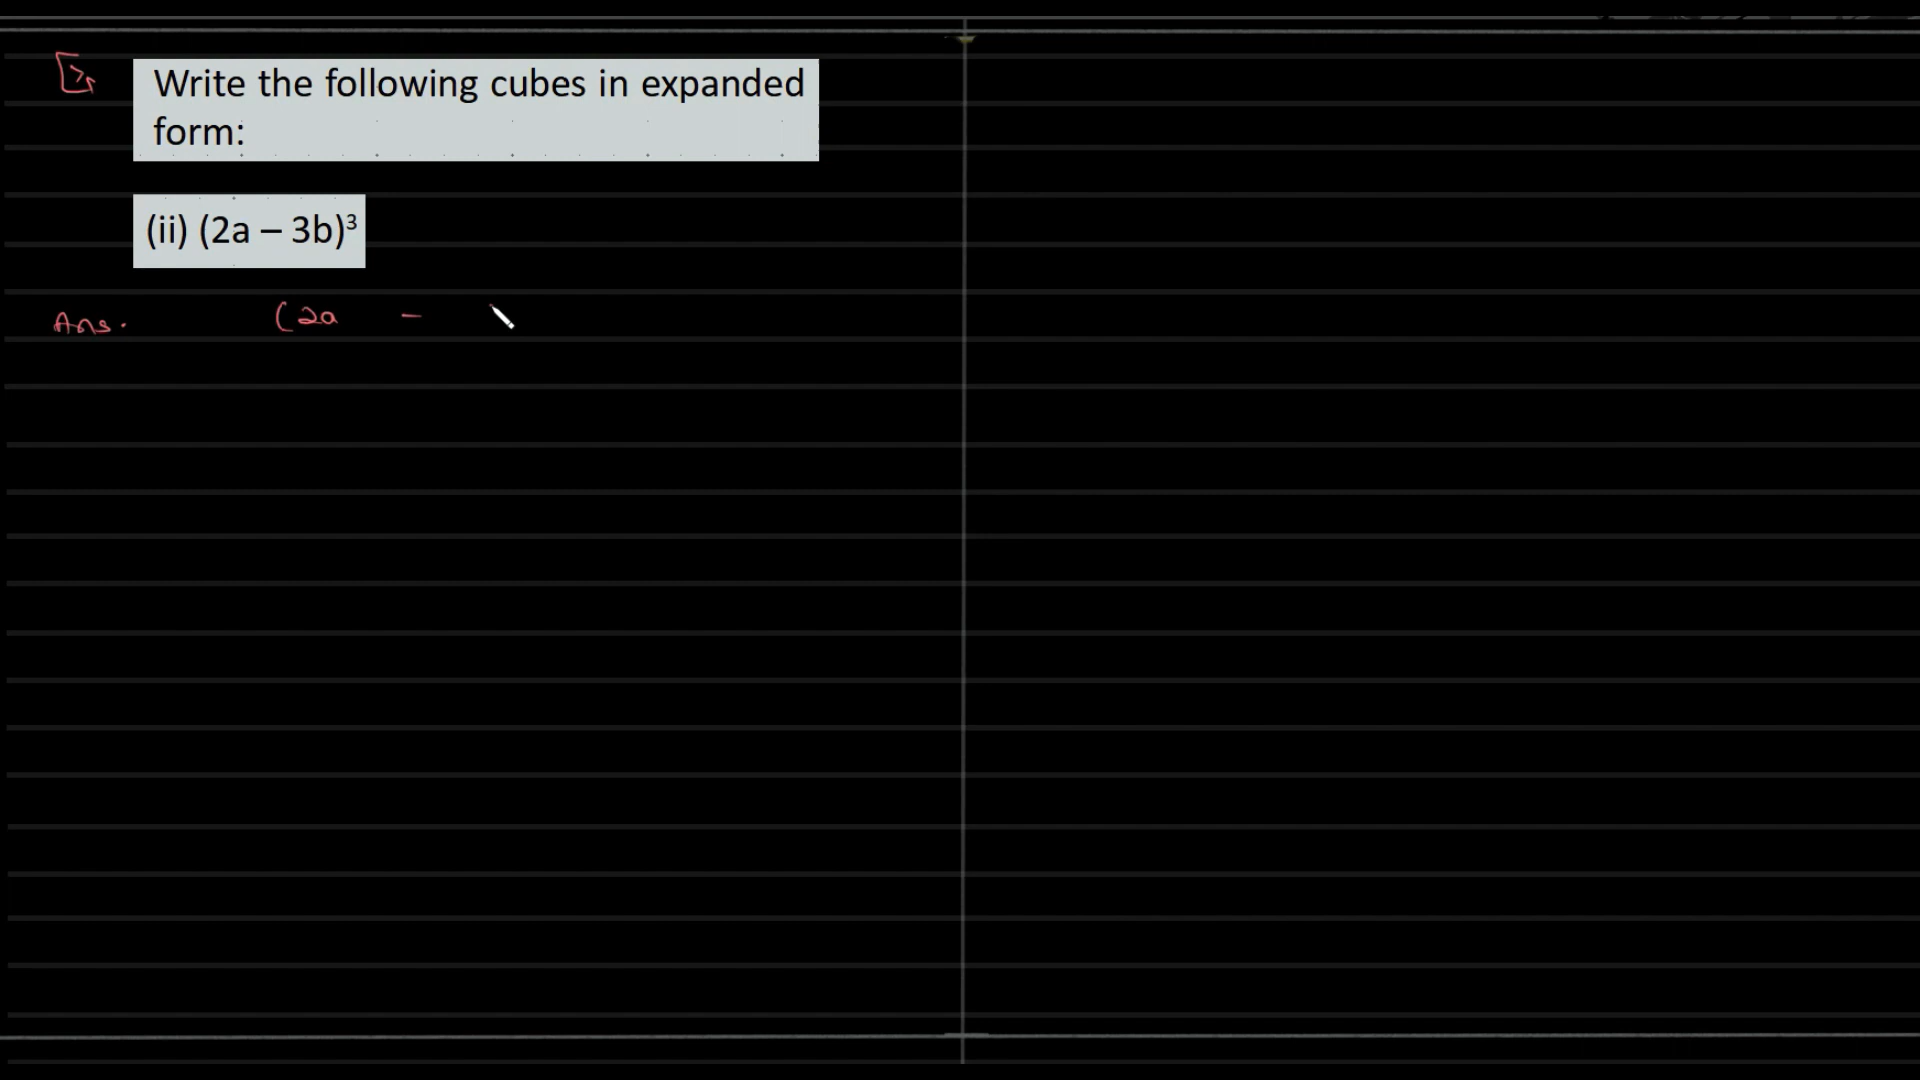 Write the following cubes in expanded
form:
(ii) (2a – 3b)³
Ans. (2a -